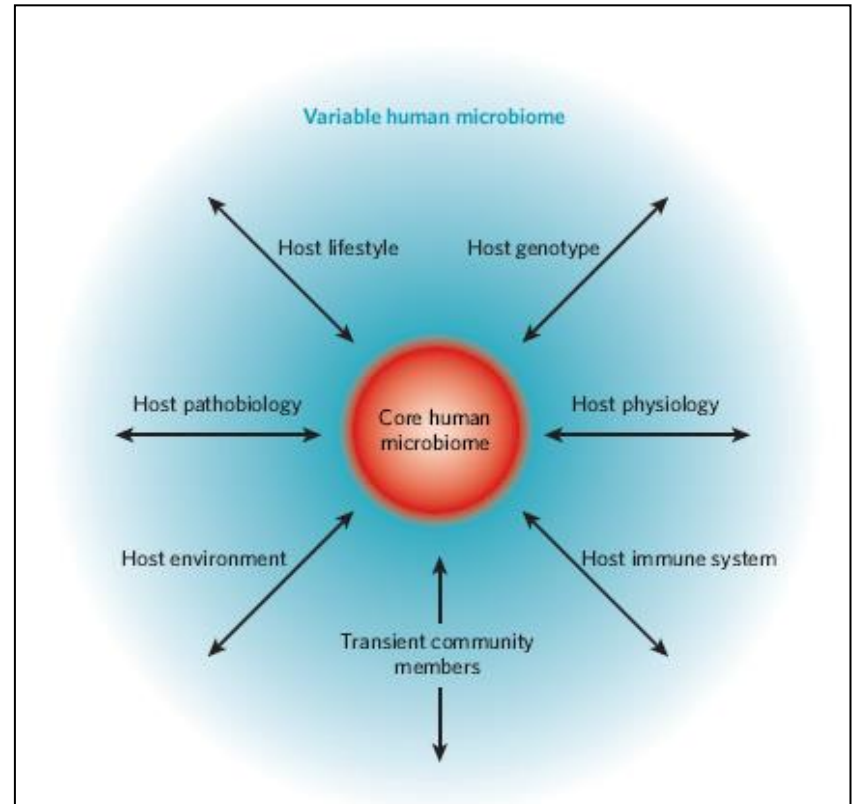 Variable human microbiome
Host lifestyle
Host genotype
Host pathobiology
Core human
microbiome
Host physiology
Host environment
Host immune system
Transient community
members